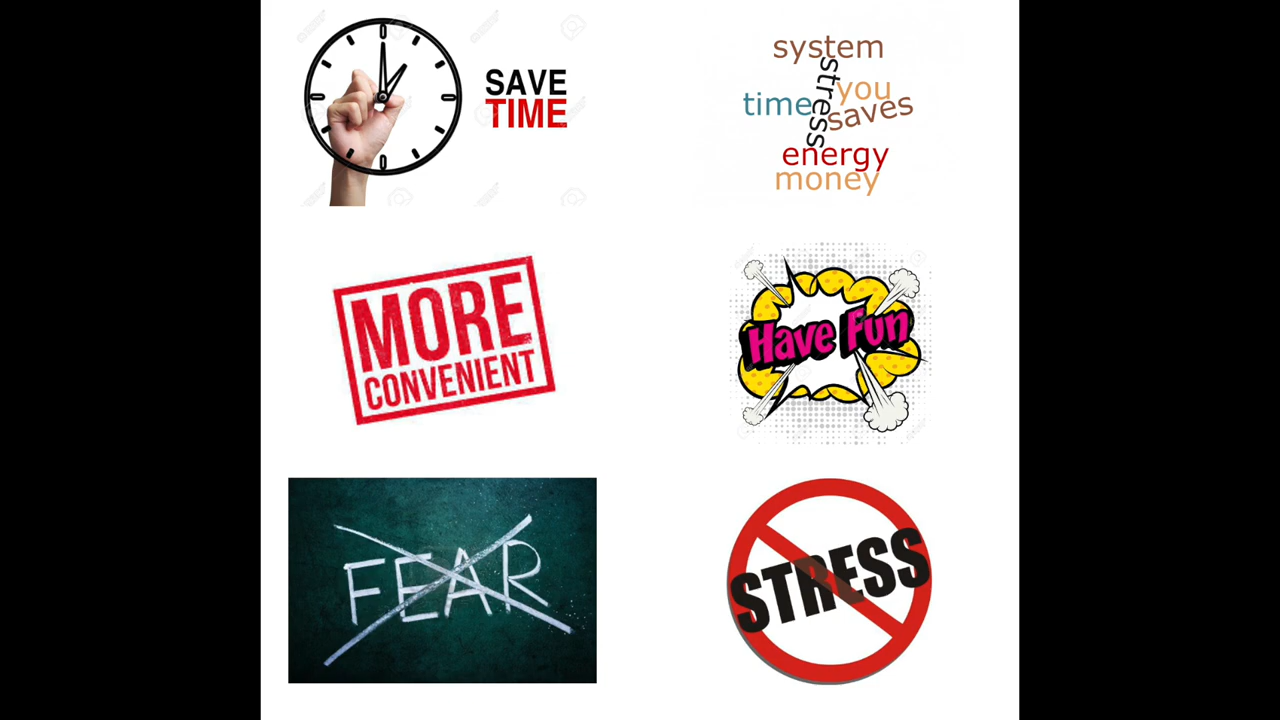 SAVE
TIME
system
stress
you
time
saves
energy
money
MORE
CONVENIENT
Have Fun
FEAR
STRESS